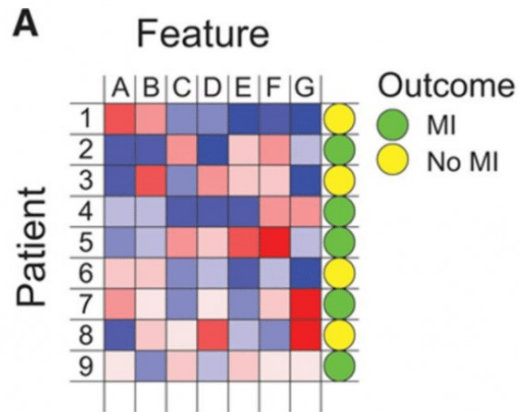 A
Feature
A B C D E F G
Outcome
MI
No MI
Patient
1
2
3
4
5
6
7
8
9